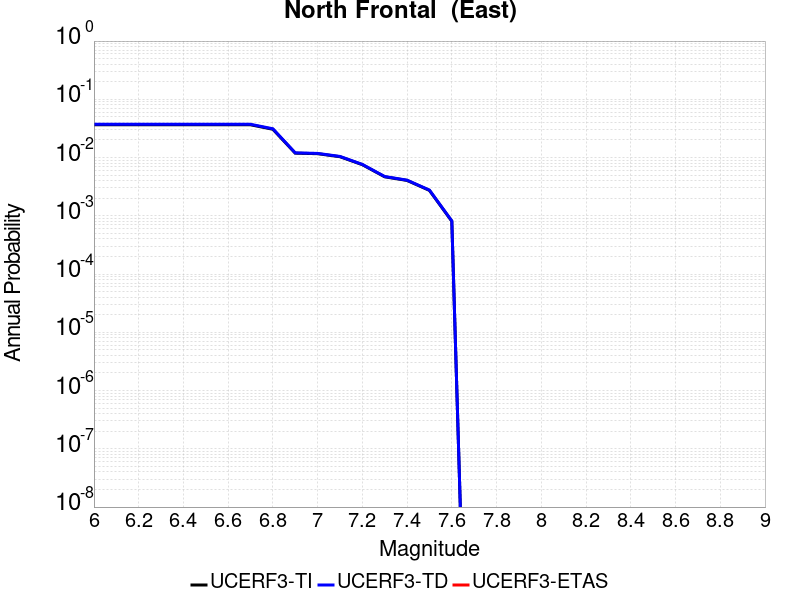 North Frontal  (East)
10^0
10^-1
10^-2
10^-3
10^-4
10^-5
10^-6
10^-7
10^-8
Annual Probability
6 6.2 6.4 6.6 6.8 7 7.2 7.4 7.6 7.8 8 8.2 8.4 8.6 8.8 9
Magnitude
UCERF3-TI UCERF3-TD UCERF3-ETAS